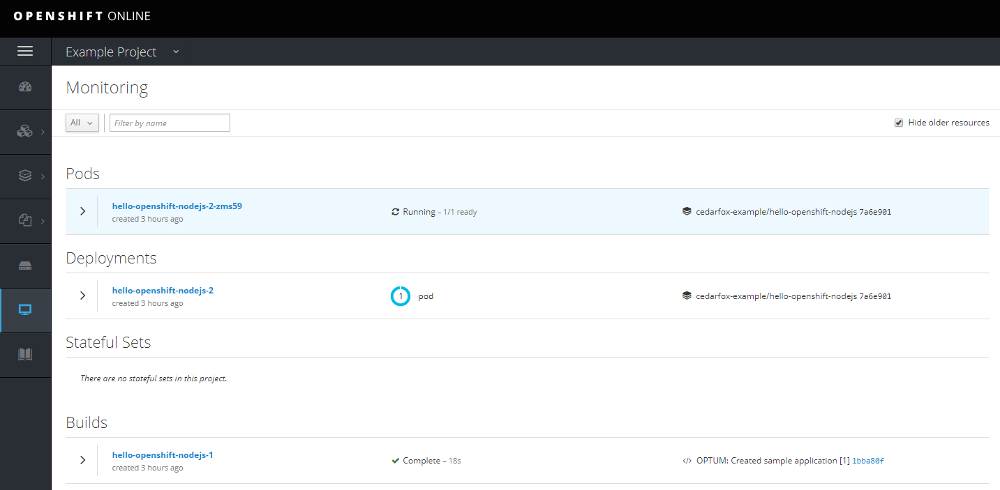 OPENSHIFT ONLINE
Example Project
Monitoring
All
Filter by name
Hide older resources
Pods
hello-openshift-nodejs-2-zms59
created 3 hours ago
Running – 1/1 ready
cedarfox-example/hello-openshift-nodejs 7a6e901
Deployments
hello-openshift-nodejs-2
created 3 hours ago
1 pod
cedarfox-example/hello-openshift-nodejs 7a6e901
Stateful Sets
There are no stateful sets in this project.
Builds
hello-openshift-nodejs-1
created 3 hours ago
Complete – 18s
</> OPTUM: Created sample application [1] 1bba80f